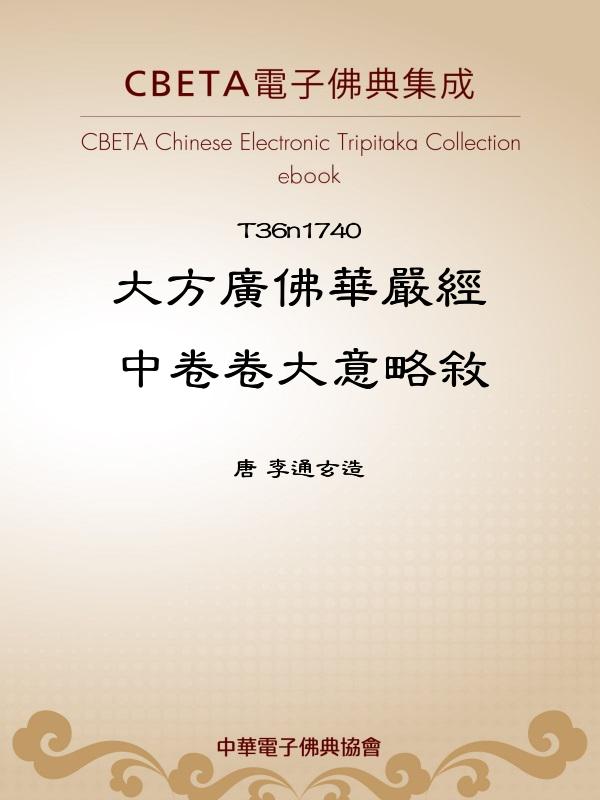 CBETA電子佛典集成
CBETA Chinese Electronic Tripitaka Collection
ebook
T36n1740
大方廣佛華嚴經
中卷卷大意略敘
唐 李通玄造
中華電子佛典協會